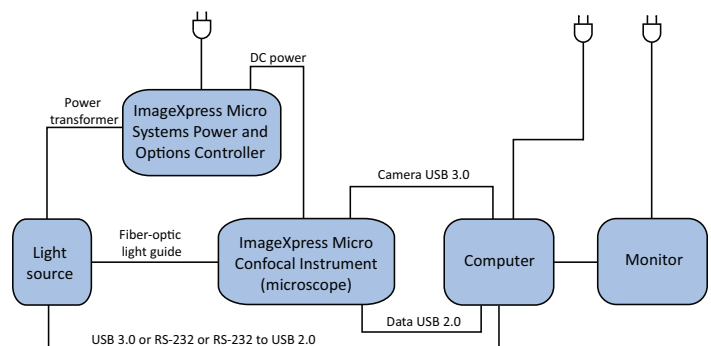 DC power
Power
transformer
ImageXpress Micro
Systems Power and
Options Controller
Camera USB 3.0
Fiber-optic
light guide
Light
source
ImageXpress Micro
Confocal Instrument
(microscope)
Computer
Monitor
Data USB 2.0
USB 3.0 or RS-232 or RS-232 to USB 2.0